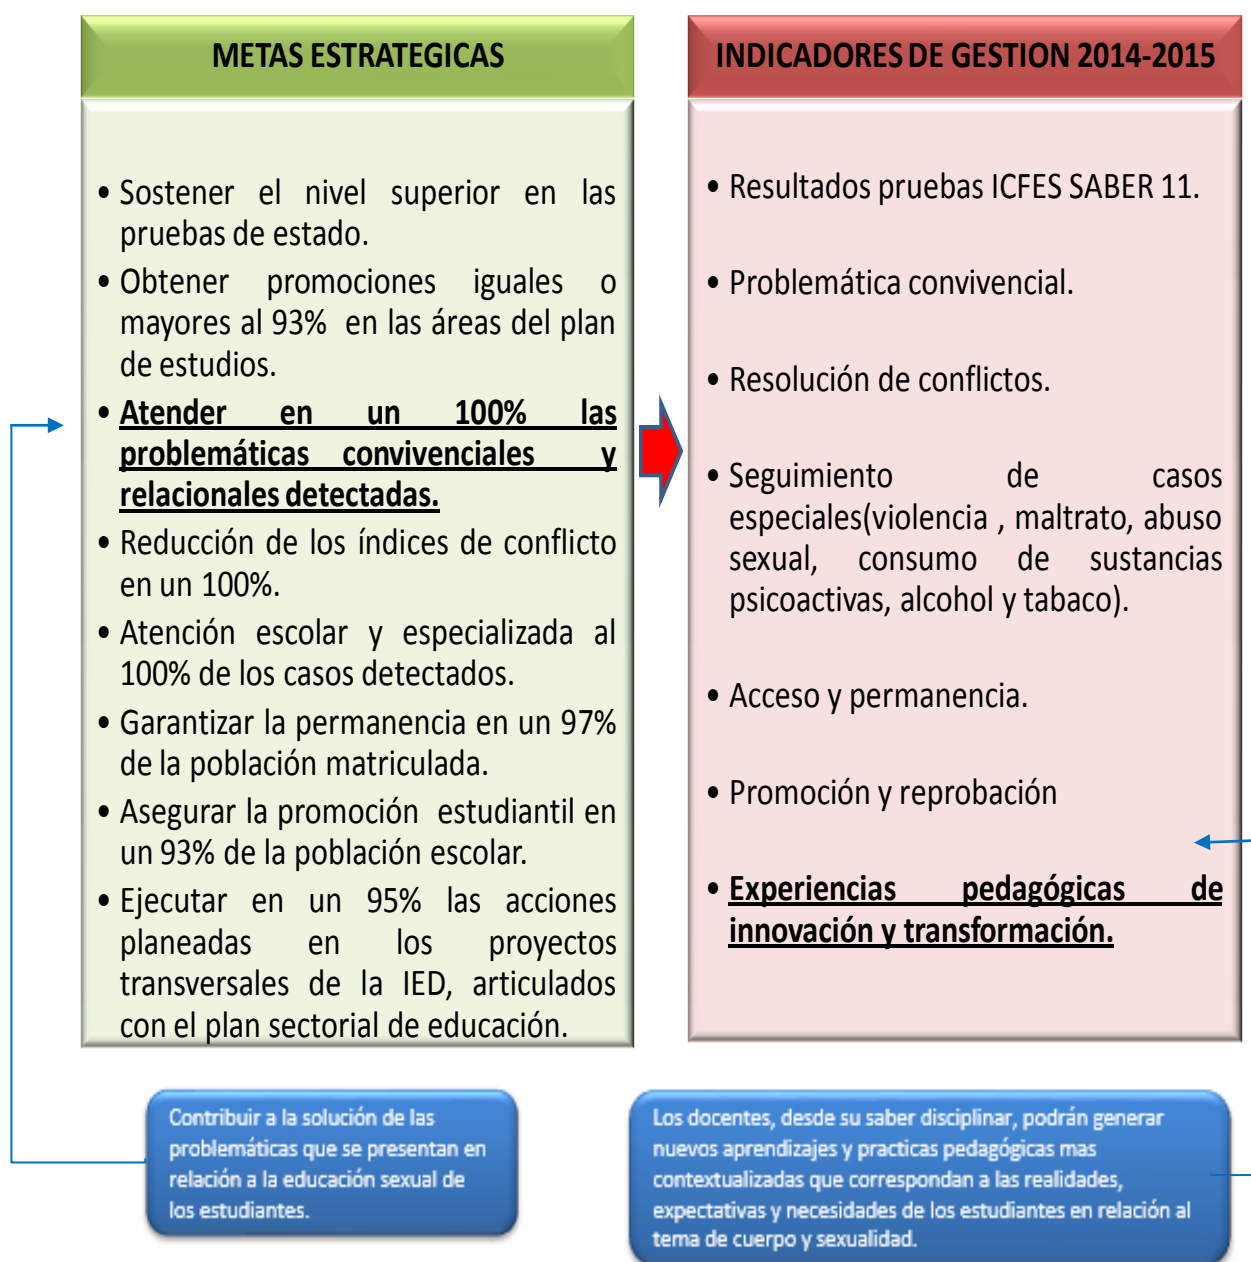 METAS ESTRATEGICAS
• Sostener el nivel superior en las
pruebas de estado.
• Obtener promociones iguales o
mayores al 93% en las áreas del plan
de estudios.
• Atender en un 100% las
problemáticas convivenciales y
relacionales detectadas.
• Reducción de los índices de conflicto
en un 100%.
• Atención escolar y especializada al
100% de los casos detectados.
• Garantizar la permanencia en un 97%
de la población matriculada.
• Asegurar la promoción estudiantil en
un 93% de la población escolar.
• Ejecutar en un 95% las acciones
planeadas en los proyectos
transversales de la IED, articulados
con el plan sectorial de educación.
INDICADORES DE GESTION 2014-2015
• Resultados pruebas ICFES SABER 11.
• Problemática convivencial.
• Resolución de conflictos.
• Seguimiento de casos
especiales(violencia , maltrato, abuso
sexual, consumo de sustancias
psicoactivas, alcohol y tabaco).
• Acceso y permanencia.
• Promoción y reprobación
• Experiencias pedagógicas de
innovación y transformación.
Contribuir a la solución de las
problemáticas que se presentan en
relación a la educación sexual de
los estudiantes.
Los docentes, desde su saber disciplinar, podrán generar
nuevos aprendizajes y practicas pedagógicas mas
contextualizadas que correspondan a las realidades,
expectativas y necesidades de los estudiantes en relación al
tema de cuerpo y sexualidad.